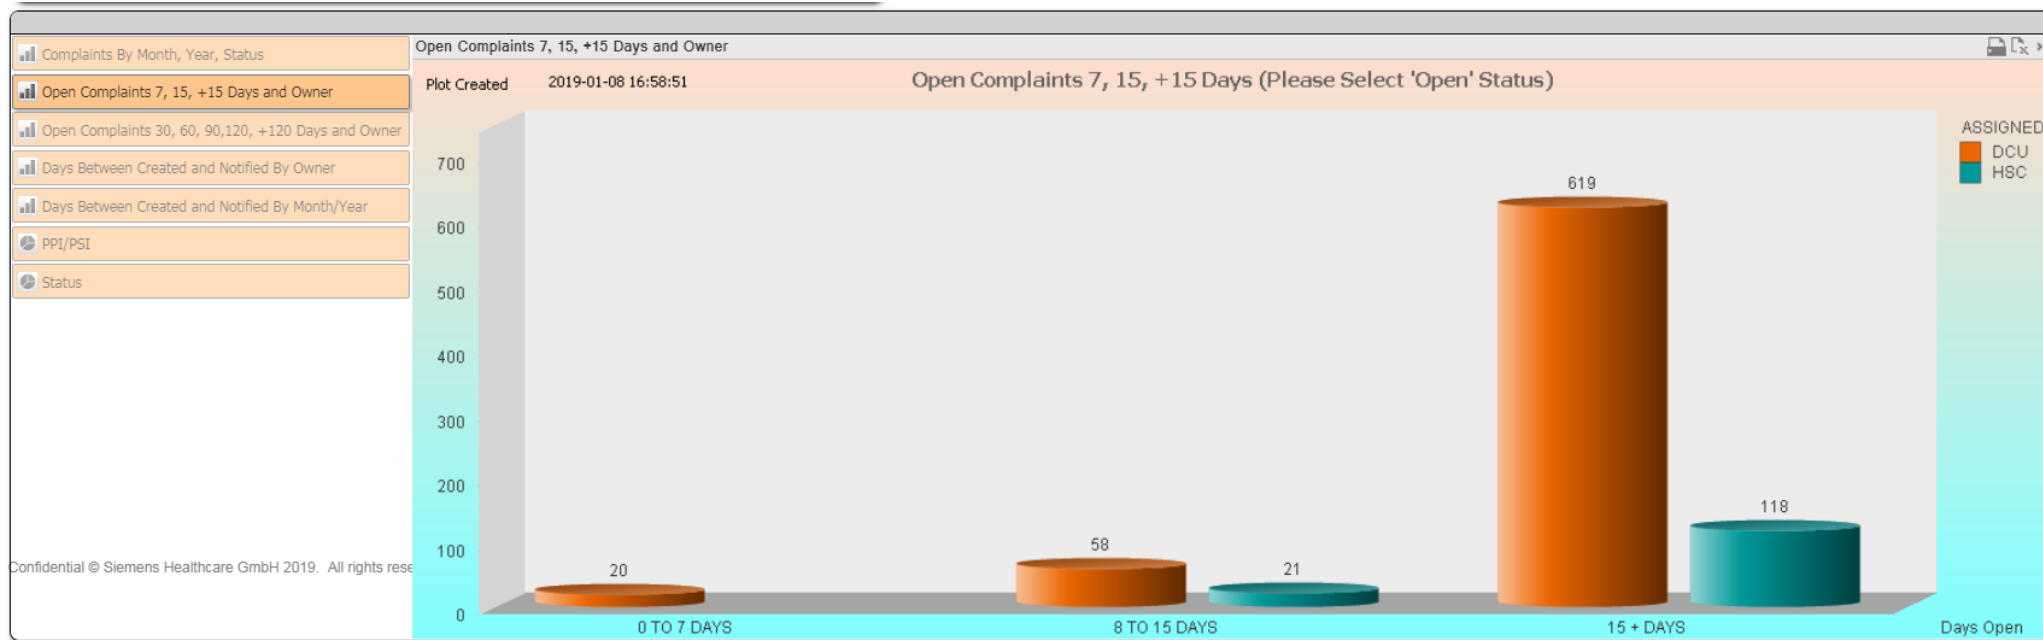 Complaints By Month, Year, Status
Open Complaints 7, 15, +15 Days and Owner
Open Complaints 30, 60, 90,120, +120 Days and Owner
Days Between Created and Notified By Owner
Days Between Created and Notified By Month/Year
PPI/PSI
Status
Confidential © Siemens Healthcare GmbH 2019. All rights rese
Open Complaints 7, 15, +15 Days and Owner
Plot Created 2019-01-08 16:58:51
Open Complaints 7, 15, +15 Days (Please Select 'Open' Status)
ASSIGNED
DCU
HSC
700
600
500
400
300
200
100
0
20
58
21
619
118
0 TO 7 DAYS
8 TO 15 DAYS
15 + DAYS
Days Open